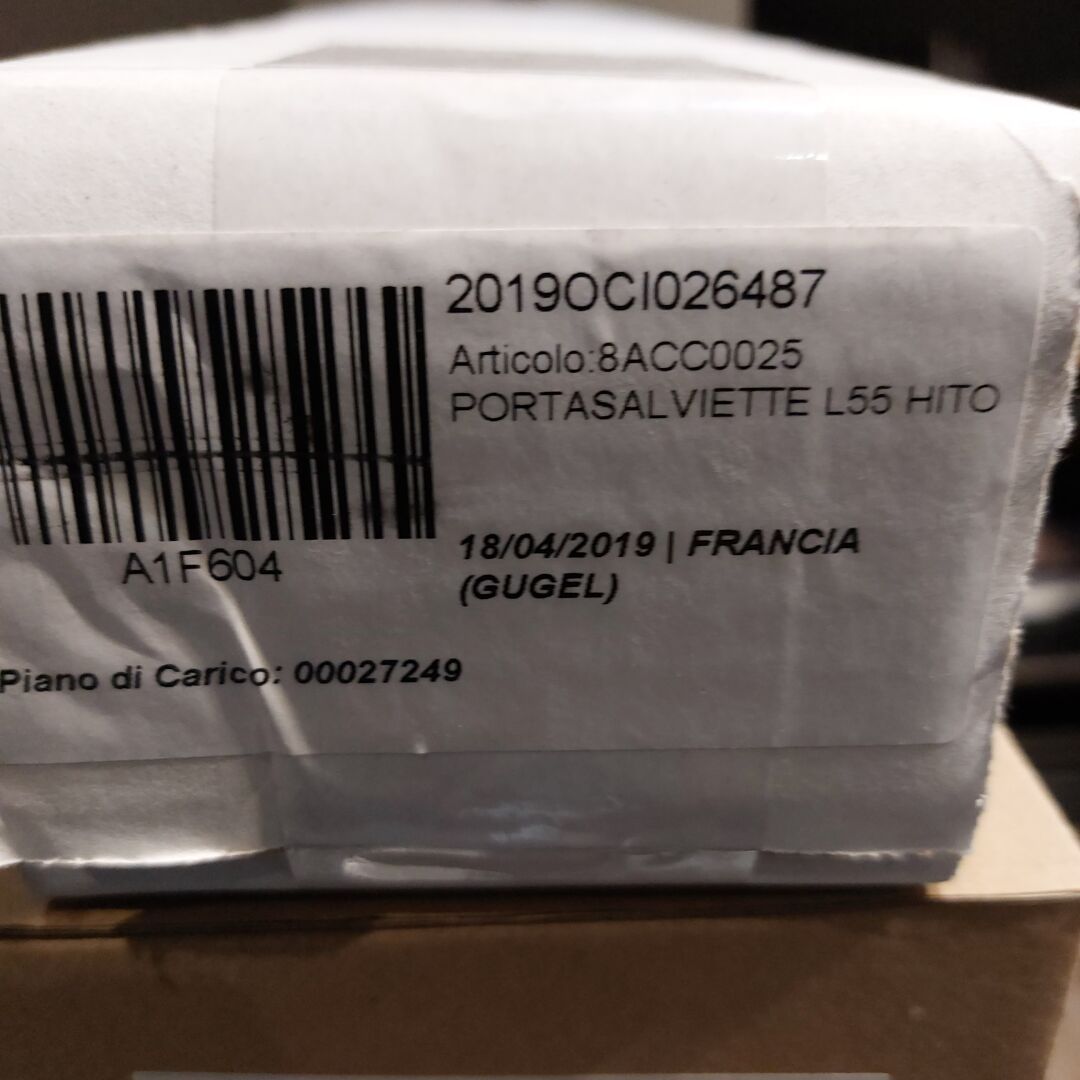 2019OCI026487
Articolo:8ACC0025
PORTASALVIETTE L55 HITO
18/04/2019 | FRANCIA
(GUGEL)
A1F604
Piano di Carico: 00027249